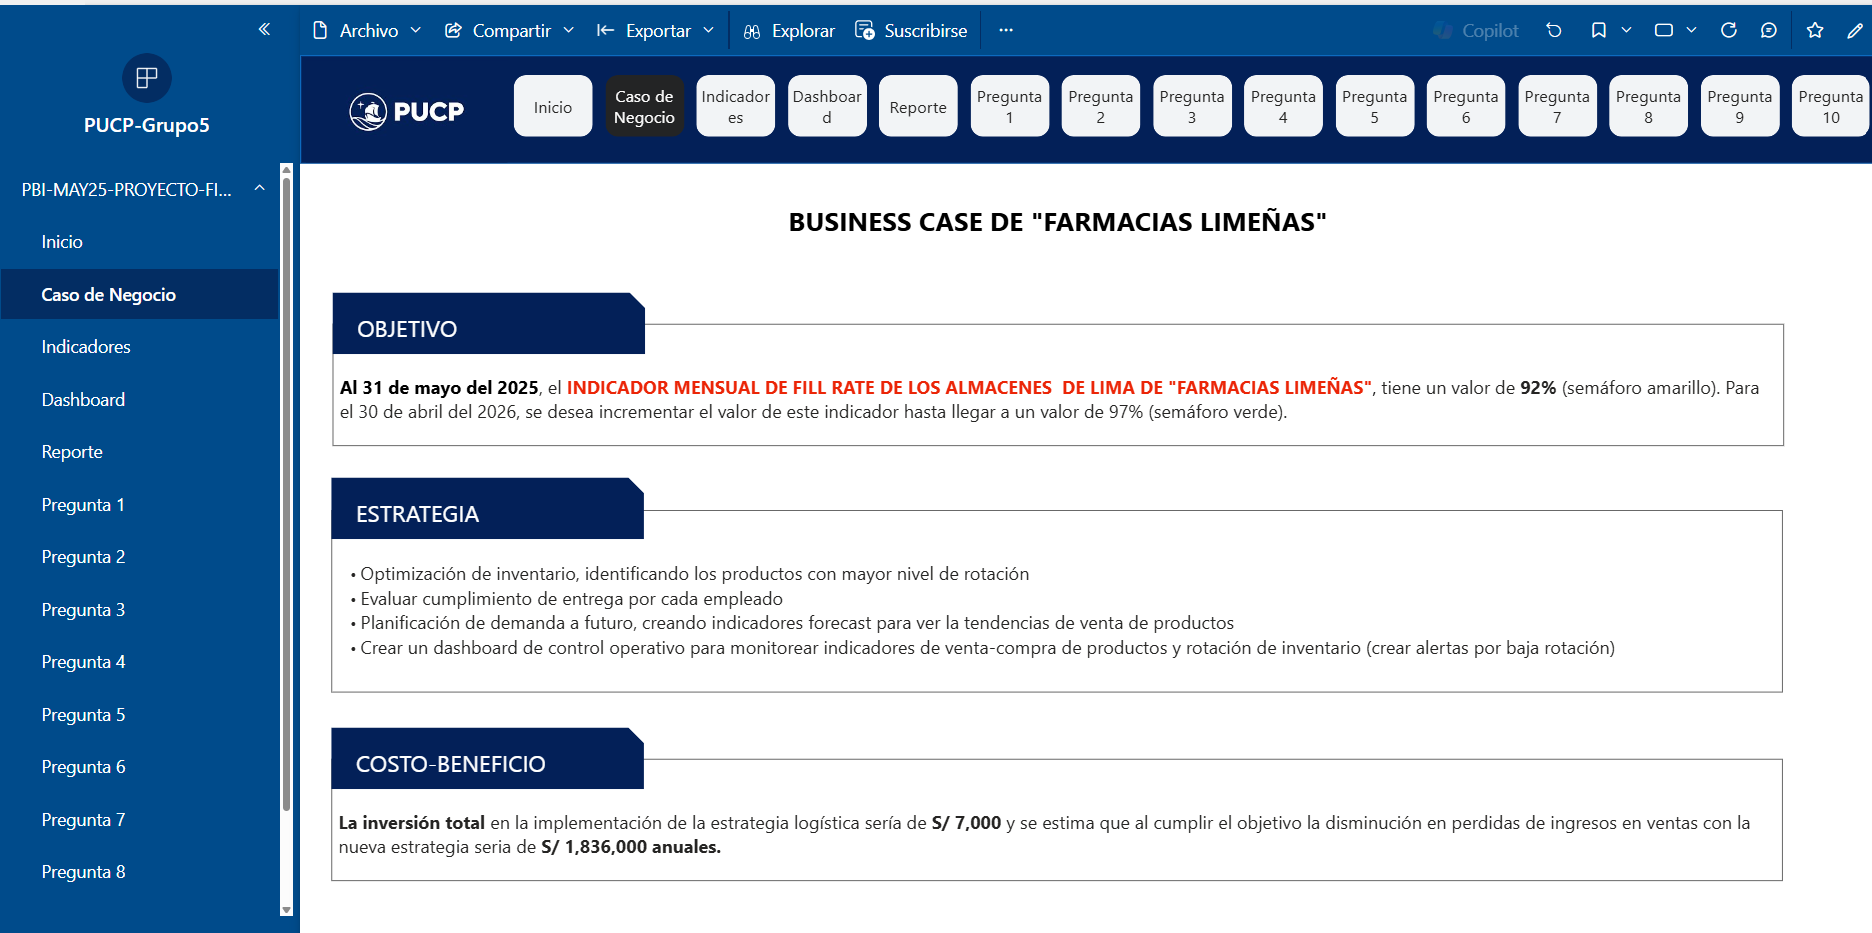 Archivo
Compartir
Exportar
Explorar
Suscribirse
Copilot
PUCP-Grupo5
PBI-MAY25-PROYECTO-FI...
Inicio
Caso de Negocio
Indicadores
Dashboard
Reporte
Pregunta 1
Pregunta 2
Pregunta 3
Pregunta 4
Pregunta 5
Pregunta 6
Pregunta 7
Pregunta 8
PUCP
Inicio
Caso de
Negocio
Indicador
es
Dashboar
d
Reporte
Pregunta
1
Pregunta
2
Pregunta
3
Pregunta
4
Pregunta
5
Pregunta
6
Pregunta
7
Pregunta
8
Pregunta
9
Pregunta
10
BUSINESS CASE DE "FARMACIAS LIMEÑAS"
OBJETIVO
Al 31 de mayo del 2025, el INDICADOR MENSUAL DE FILL RATE DE LOS ALMACENES DE LIMA DE "FARMACIAS LIMEÑAS", tiene un valor de 92% (semáforo amarillo). Para
el 30 de abril del 2026, se desea incrementar el valor de este indicador hasta llegar a un valor de 97% (semáforo verde).
ESTRATEGIA
• Optimización de inventario, identificando los productos con mayor nivel de rotación
• Evaluar cumplimiento de entrega por cada empleado
• Planificación de demanda a futuro, creando indicadores forecast para ver la tendencias de venta de productos
• Crear un dashboard de control operativo para monitorear indicadores de venta-compra de productos y rotación de inventario (crear alertas por baja rotación)
COSTO-BENEFICIO
La inversión total en la implementación de la estrategia logística sería de S/ 7,000 y se estima que al cumplir el objetivo la disminución en perdidas de ingresos en ventas con la
nueva estrategia seria de S/ 1,836,000 anuales.